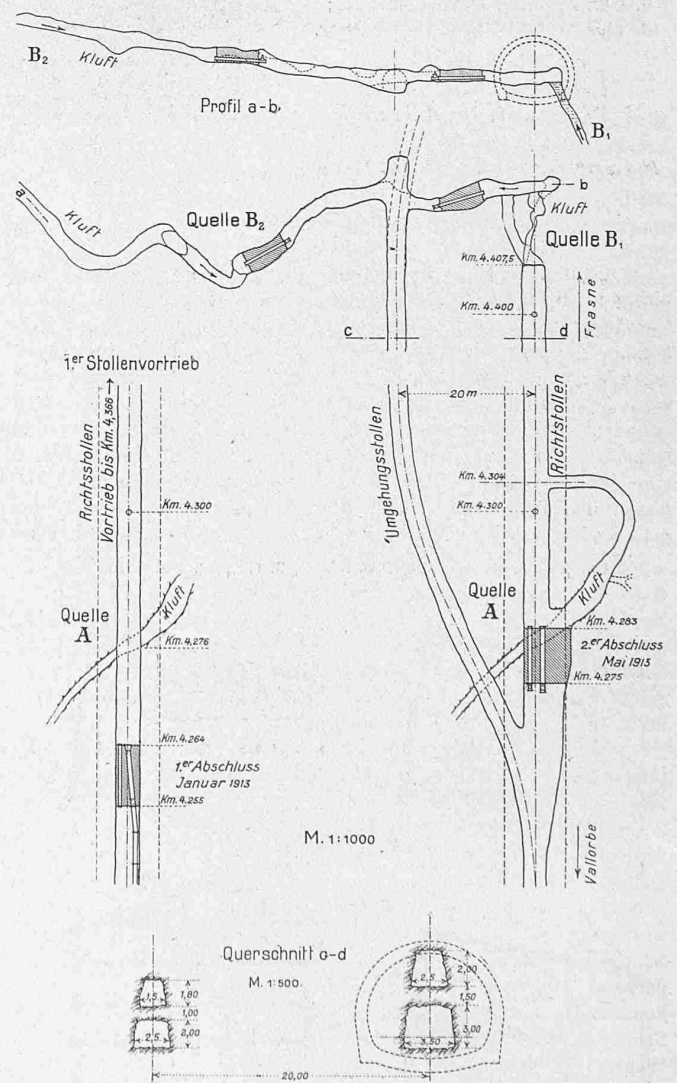 B₂
Kluft
Profil a-b
B₁
a
Kluft
Quelle B₂
b
Kluft
Quelle B₁
Km. 4.407,5
Km. 4.400
Frasne
c
d
1.er Stollenvortrieb
Richtsstollen
Vortrieb bis Km. 4,366
Km. 4.300
Kluft
Quelle
A
Km. 4,276
Km. 4.264
1.er Abschluss
Januar 1913
Km. 4.255
20 m
Umgehungsstollen
Richtstollen
Km. 4.304
Km. 4.300
Quelle
A
Kluft
Km. 4.283
2.er Abschluss
Mai 1913
Km. 4.275
M. 1:1000
Vallorbe
Querschnitt c-d
M. 1:500.
1,5
1,80
1,00
2,5
2,00
2,5
2,00
1,50
3,50
3,00
20,00